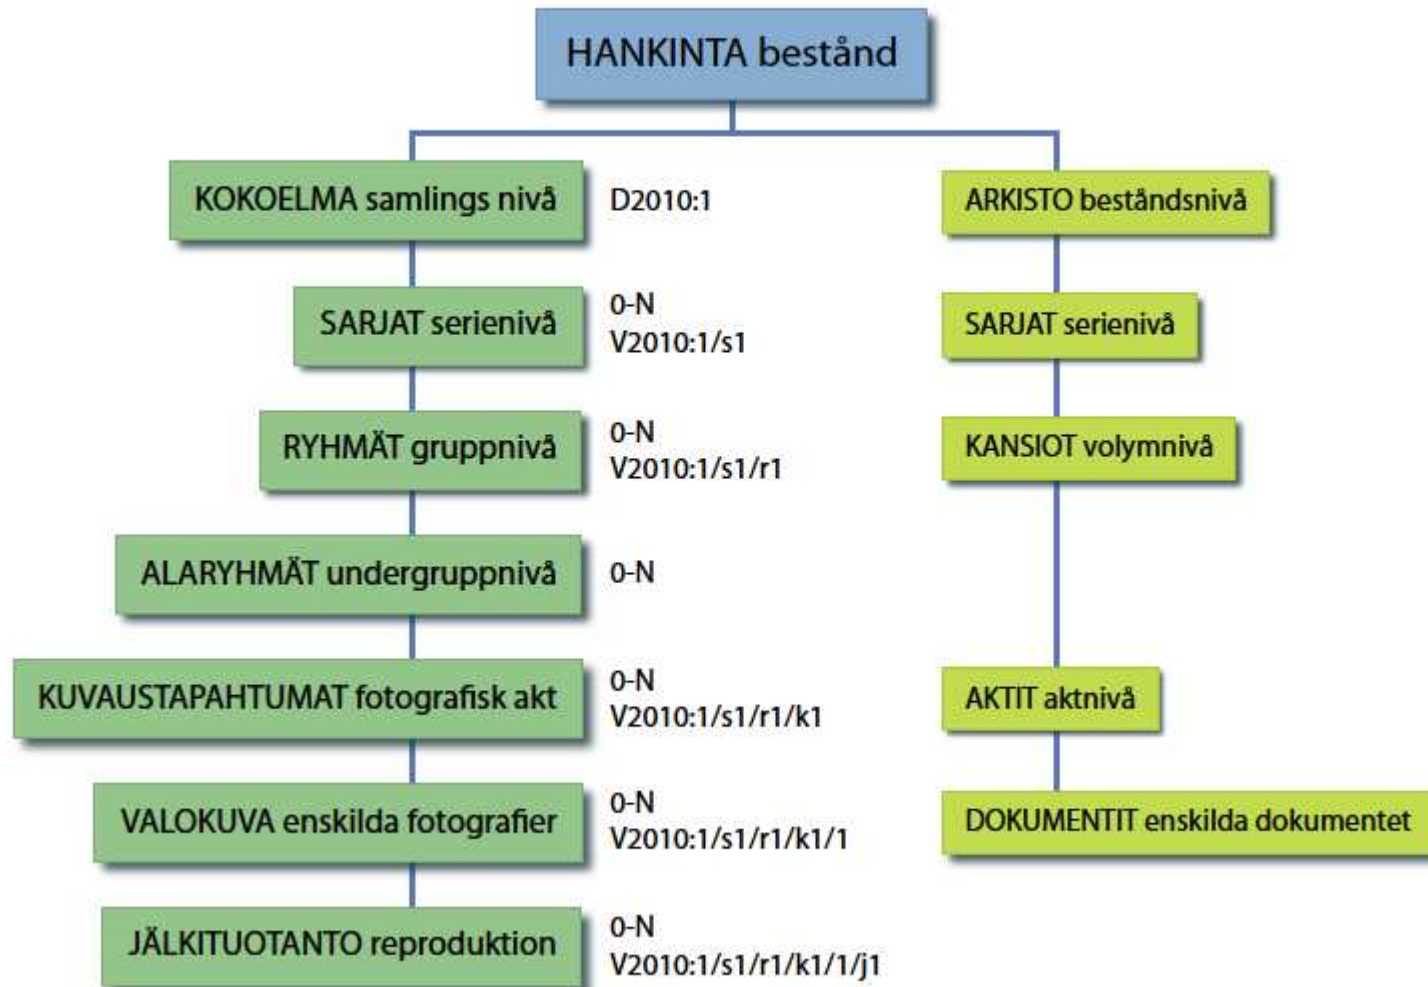 HANKINTA bestånd
KOKOELMA samlings nivå
D2010:1
ARKISTO beståndsnivå
SARJAT serienivå
0-N
V2010:1/s1
SARJAT serienivå
RYHMÄT gruppnivå
0-N
V2010:1/s1/r1
KANSIOT volymnivå
ALARYHMÄT undergruppnivå
0-N
KUVAUSTAPAHTUMAT fotografisk akt
0-N
V2010:1/s1/r1/k1
AKTIT aktnivå
VALOKUVA enskilda fotografier
0-N
V2010:1/s1/r1/k1/1
DOKUMENTIT enskilda dokumentet
JÄLKITUOTANTO reproduktion
0-N
V2010:1/s1/r1/k1/1/j1